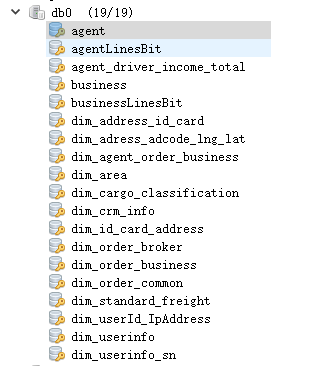 db0 (19/19)
agent
agentLinesBit
agent_driver_income_total
business
businessLinesBit
dim_address_id_card
dim_adress_adcode_lng_lat
dim_agent_order_business
dim_area
dim_cargo_classification
dim_crm_info
dim_id_card_address
dim_order_broker
dim_order_business
dim_order_common
dim_standard_freight
dim_userId_IpAddress
dim_userinfo
dim_userinfo_sn